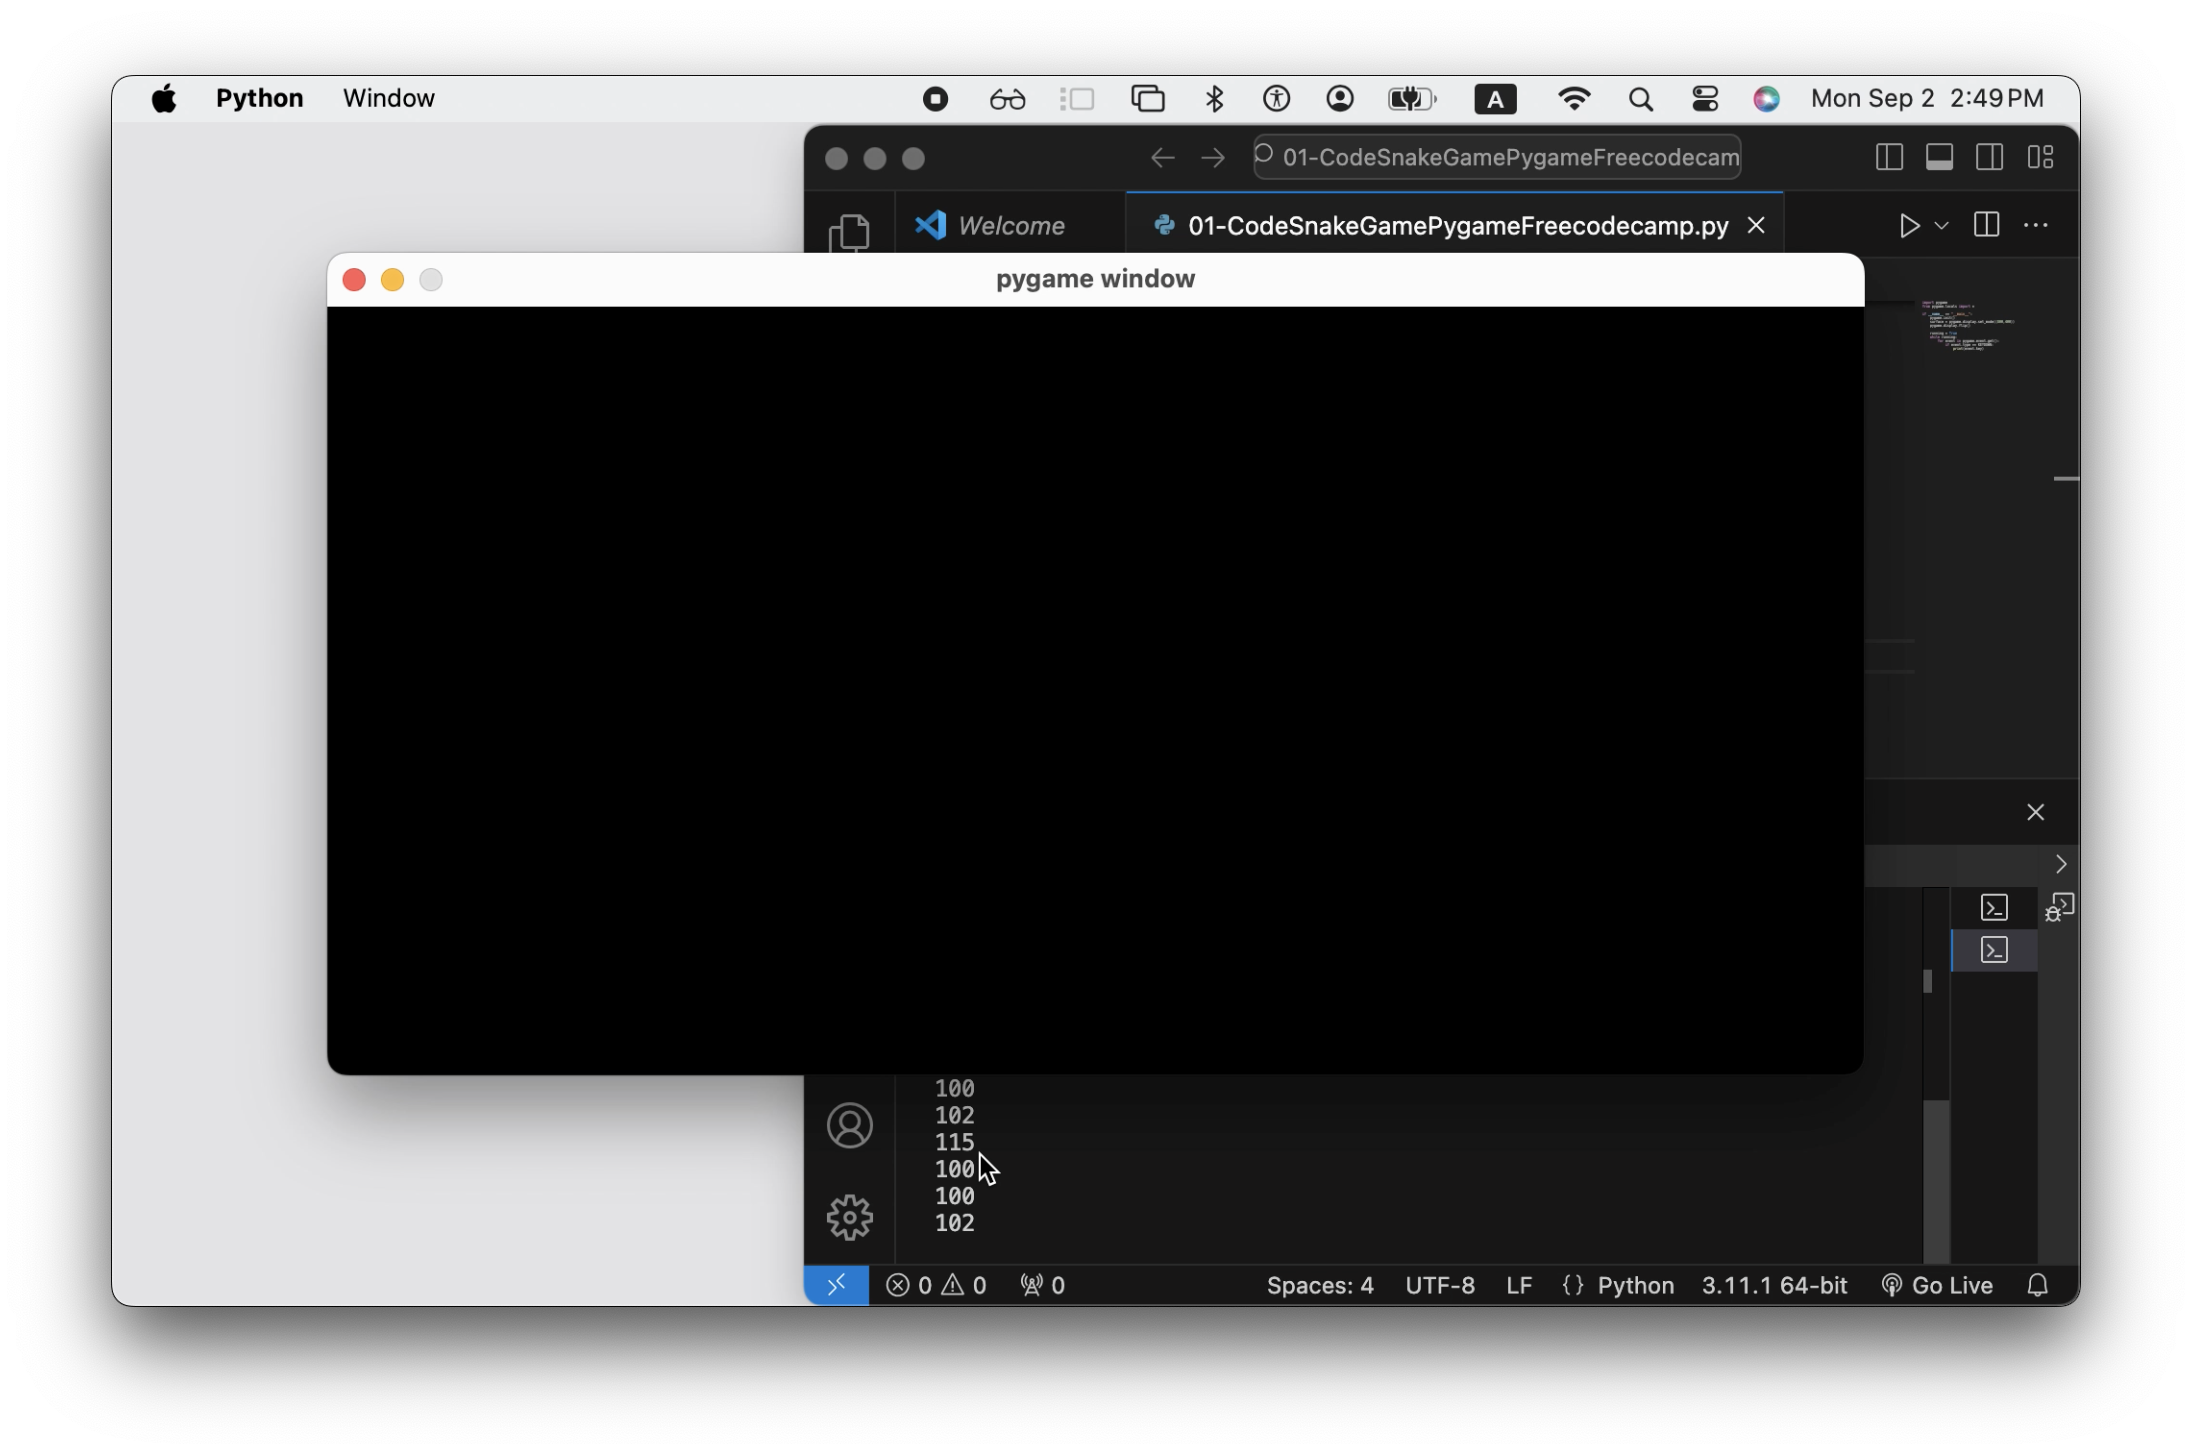 Python Window A Mon Sep 2 2:49 PM
01-CodeSnakeGamePygameFreecodecam
Welcome 01-CodeSnakeGamePygameFreecodecamp.py
pygame window
100
102
115
100
100
102
0 0 0 Spaces: 4 UTF-8 LF {} Python 3.11.1 64-bit Go Live